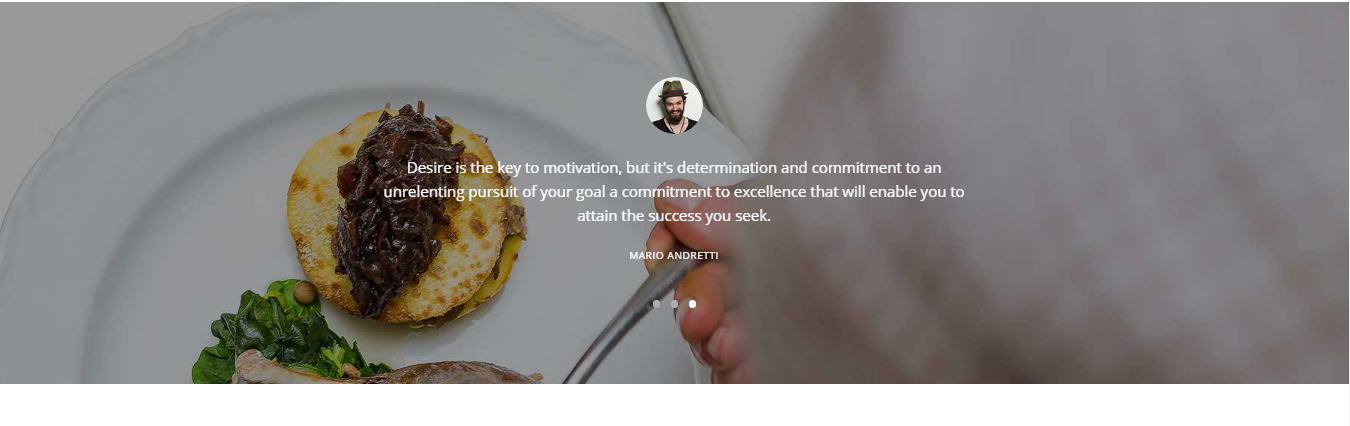 Desire is the key to motivation, but it's determination and commitment to an
unrelenting pursuit of your goal a commitment to excellence that will enable you to
attain the success you seek.
MARIO ANDRETTI